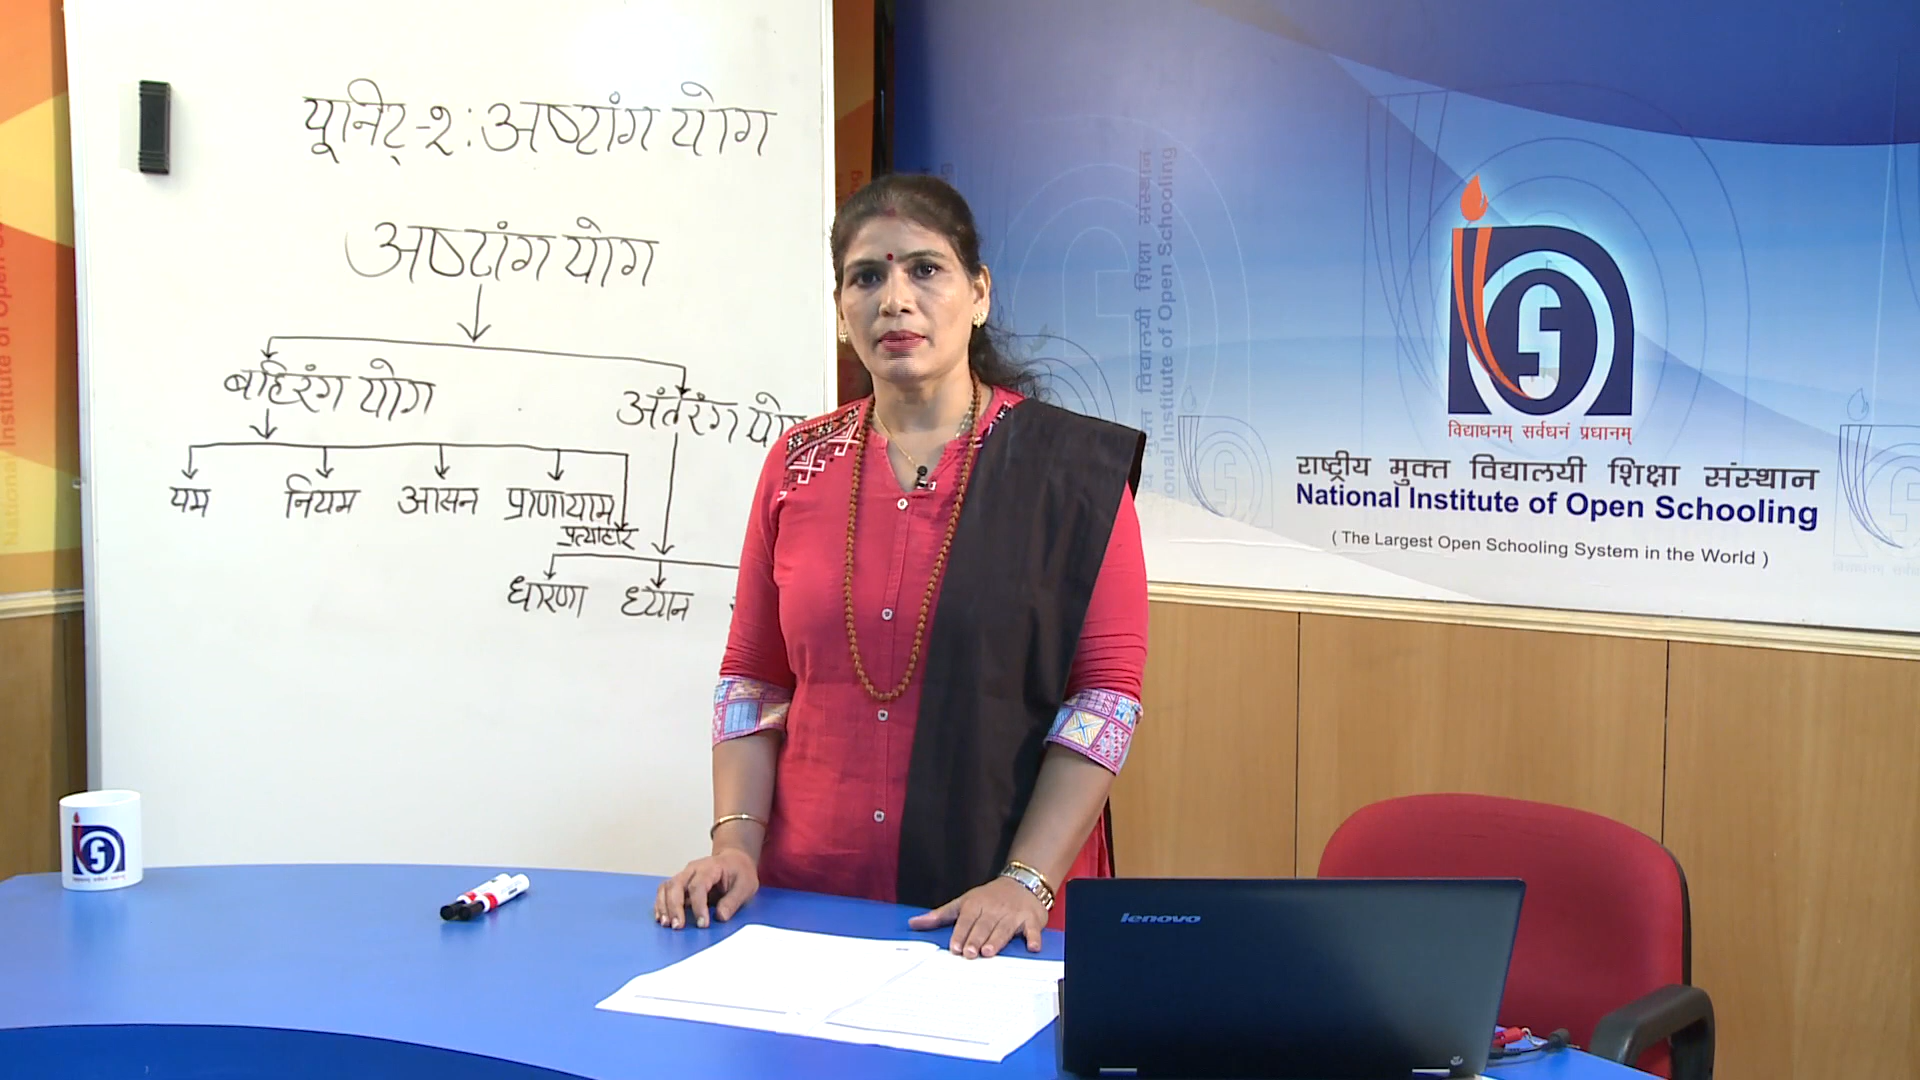 यूनिट्-२: अष्टांग योग
अष्टांग योग
बहिरंग योग
अंतरंग योग
यम नियम आसन प्राणायाम
प्रत्याहार
धारणा ध्यान
विद्याधनम् सर्वधनं प्रधानम्
राष्ट्रीय मुक्त विद्यालयी शिक्षा संस्थान
National Institute of Open Schooling
( The Largest Open Schooling System in the World )
lenovo